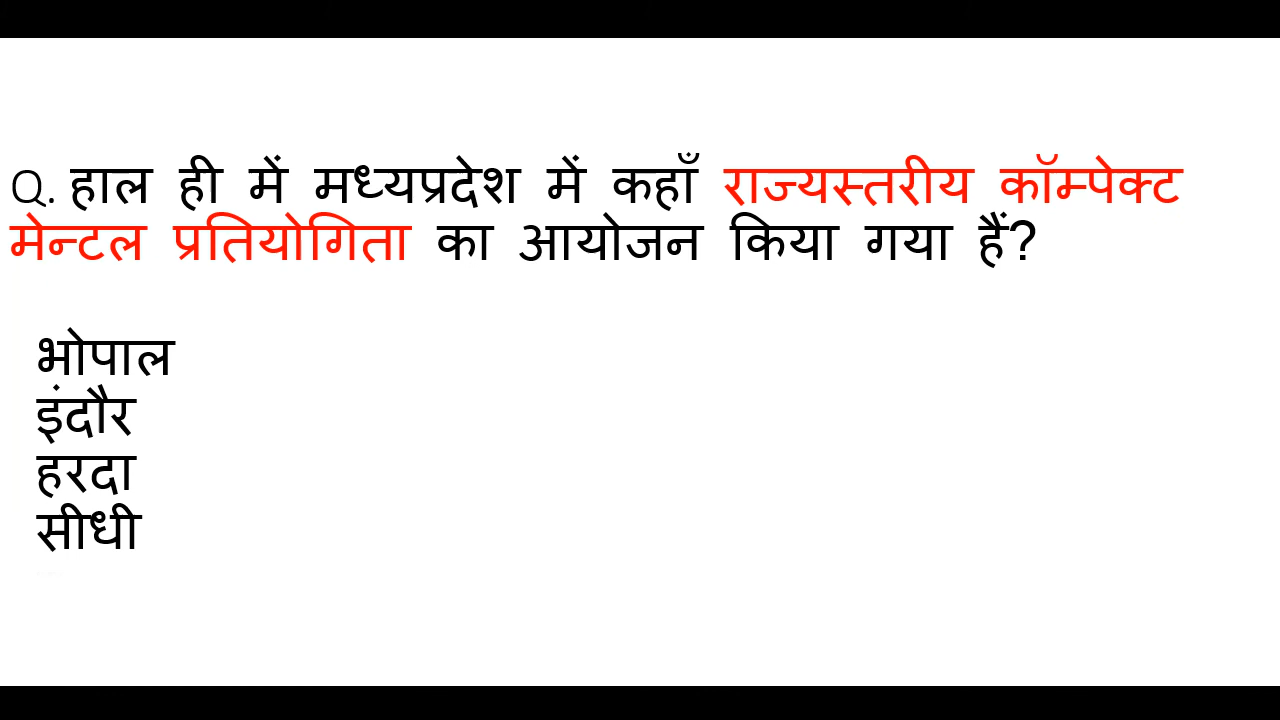 Q. हाल ही में मध्यप्रदेश में कहाँ राज्यस्तरीय कॉम्पेक्ट
मेन्टल प्रतियोगिता का आयोजन किया गया हैं?
भोपाल
इंदौर
हरदा
सीधी